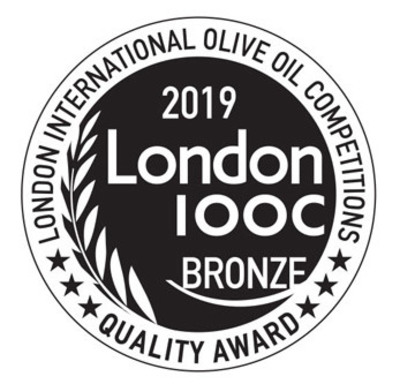 LONDON INTERNATIONAL OLIVE OIL COMPETITIONS
2019
London
IOOC
BRONZE
QUALITY AWARD